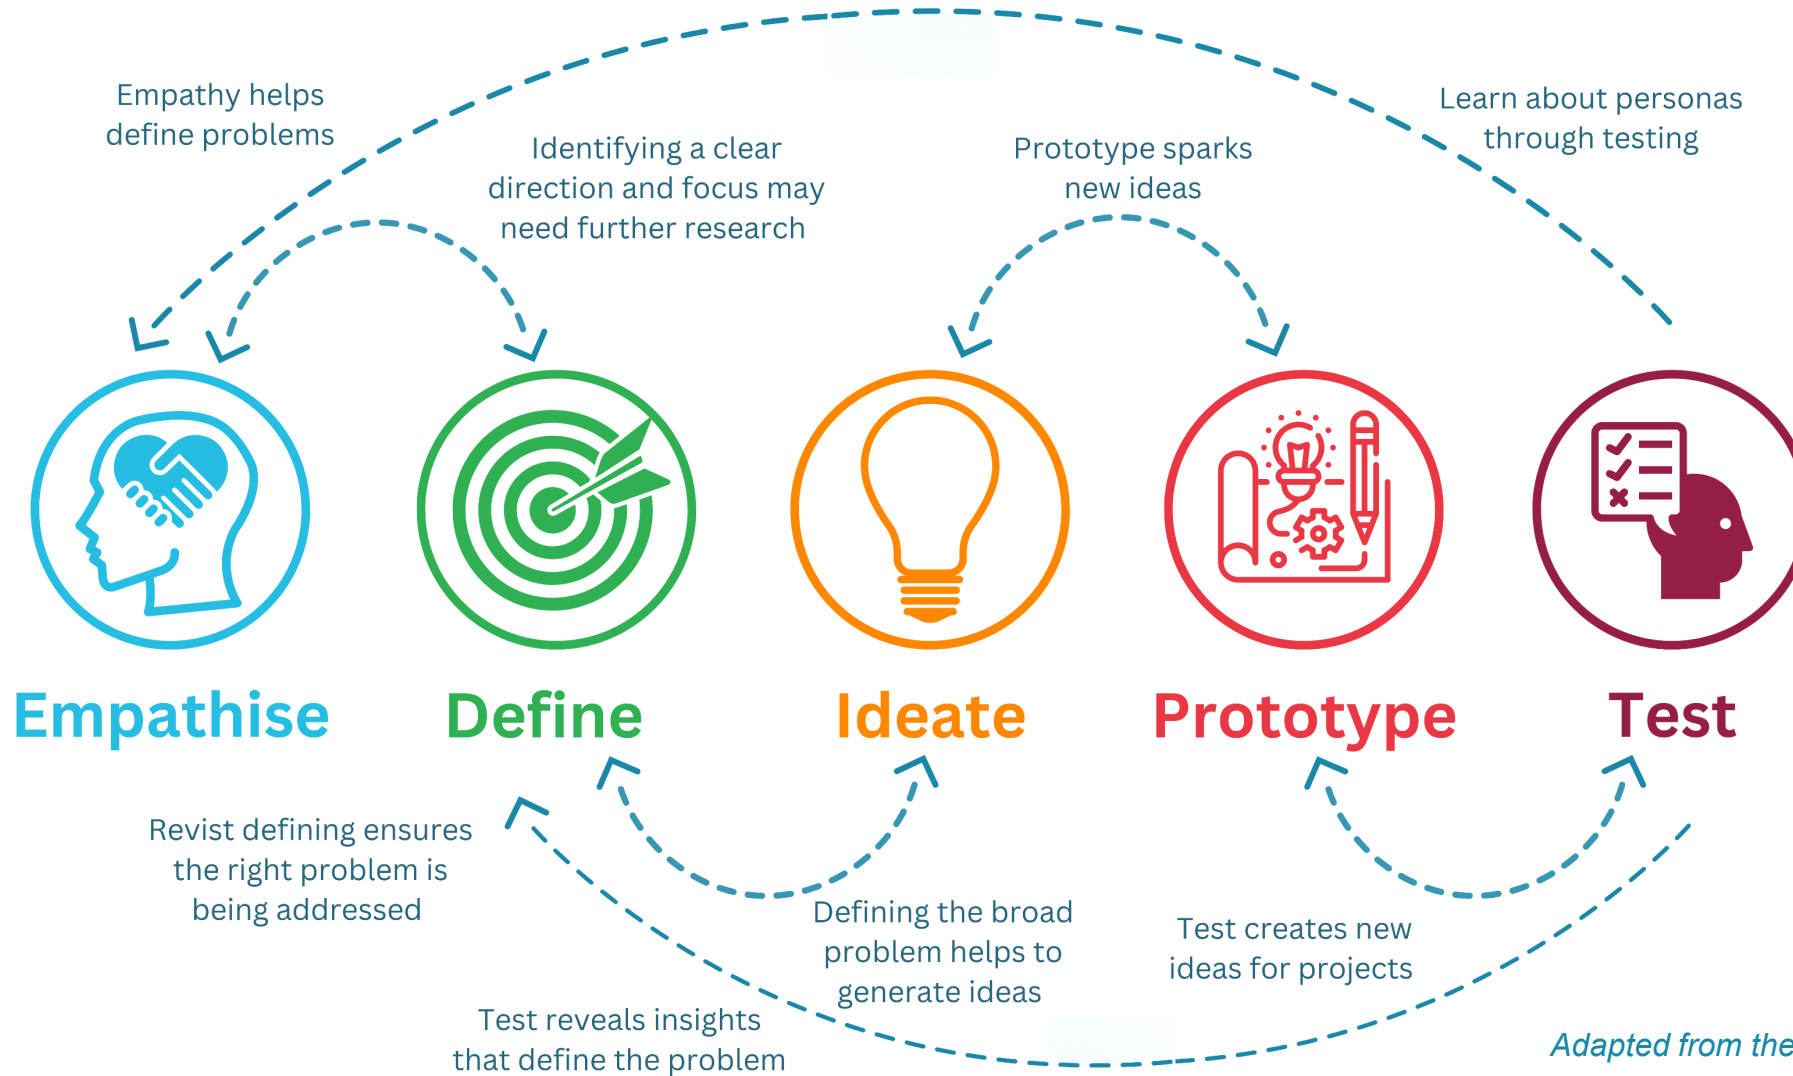 Empathy helps
define problems
Identifying a clear
direction and focus may
need further research
Prototype sparks
new ideas
Learn about personas
through testing
Empathise
Define
Ideate
Prototype
Test
Revist defining ensures
the right problem is
being addressed
Defining the broad
problem helps to
generate ideas
Test creates new
ideas for projects
Test reveals insights
that define the problem
Adapted from the